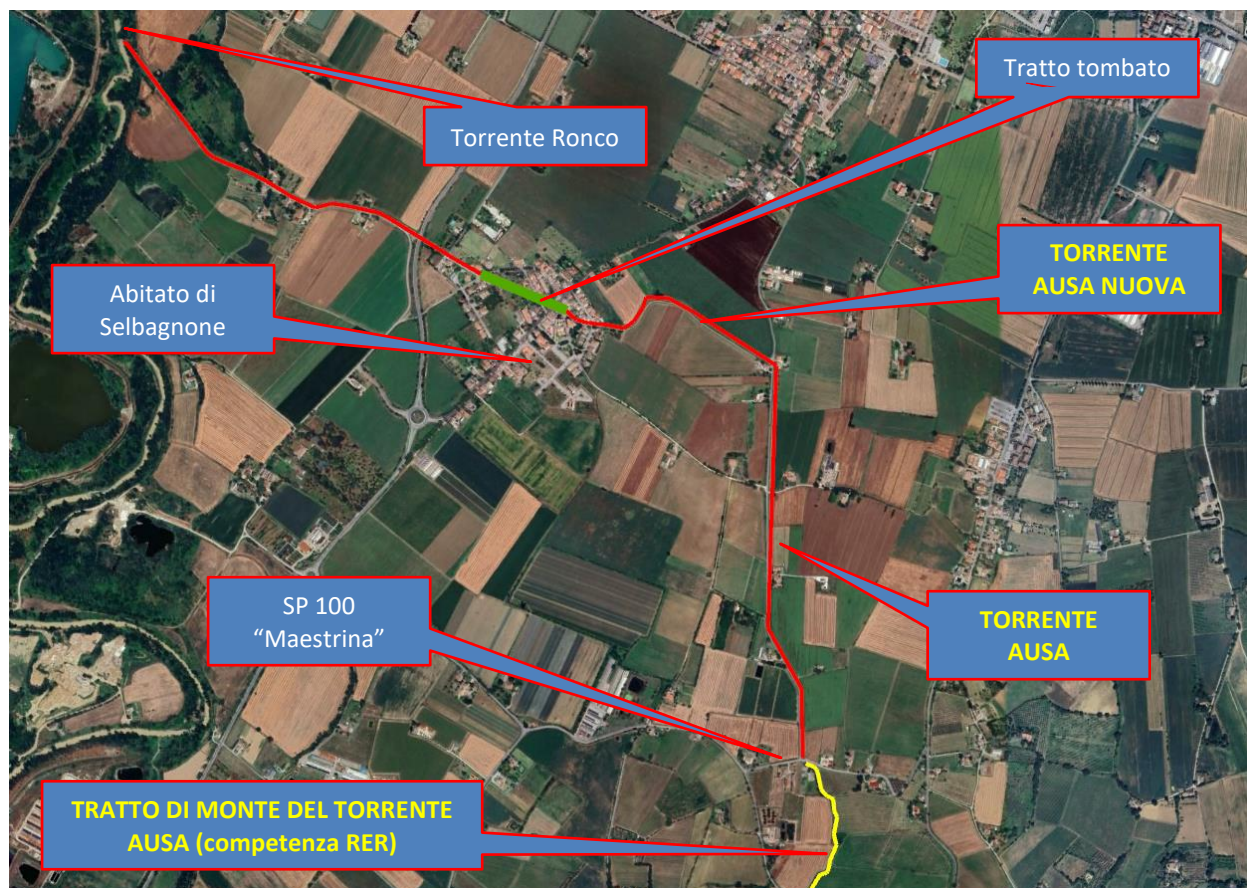 Tratto tombato
Torrente Ronco
TORRENTE
AUSA NUOVA
Abitato di
Selbagnone
SP 100
“Maestrina”
TORRENTE
AUSA
TRATTO DI MONTE DEL TORRENTE
AUSA (competenza RER)